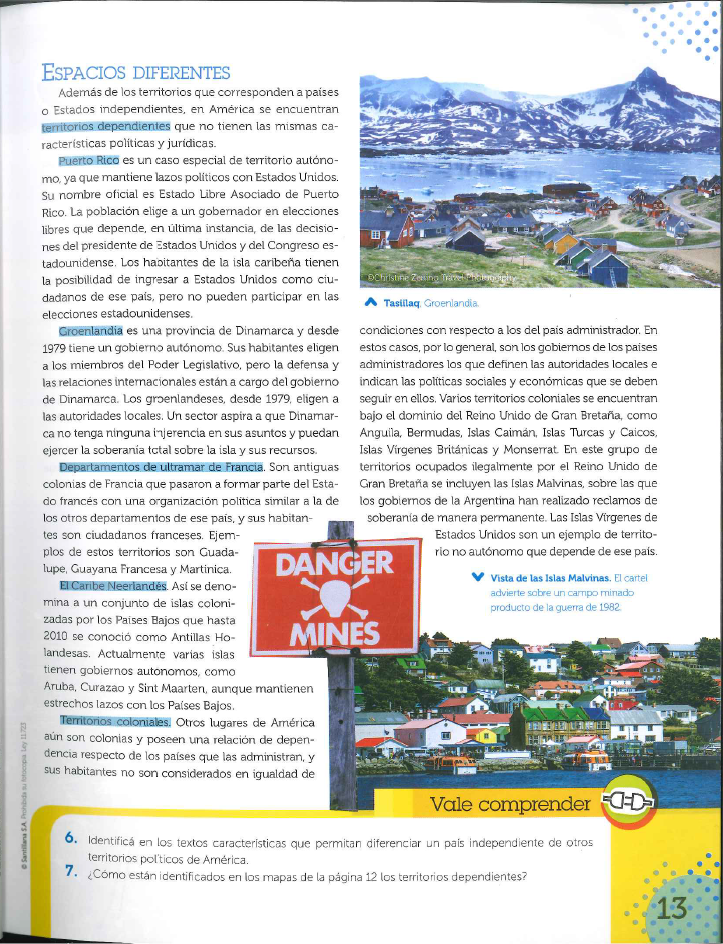 ESPACIOS DIFERENTES
Además de los territorios que corresponden a países
o Estados independientes, en América se encuentran
territorios dependientes que no tienen las mismas ca-
racterísticas políticas y jurídicas.
Puerto Rico es un caso especial de territorio autóno-
mo, ya que mantiene lazos políticos con Estados Unidos.
Su nombre oficial es Estado Libre Asociado de Puerto
Rico. La población elige a un gobernador en elecciones
libres que depende, en última instancia, de las decisio-
nes del presidente de Estados Unidos y del Congreso es-
tadounidense. Los habitantes de la isla caribeña tienen
la posibilidad de ingresar a Estados Unidos como ciu-
dadanos de ese país, pero no pueden participar en las
elecciones estadounidenses.
Groenlandia es una provincia de Dinamarca y desde
1979 tiene un gobierno autónomo. Sus habitantes eligen
a los miembros del Poder Legislativo, pero la defensa y
las relaciones internacionales están a cargo del gobierno
de Dinamarca. Los groenlandeses, desde 1979, eligen a
las autoridades locales. Un sector aspira a que Dinamar-
ca no tenga ninguna injerencia en sus asuntos y puedan
ejercer la soberanía total sobre la isla y sus recursos.
Departamentos de ultramar de Francia. Son antiguas
colonias de Francia que pasaron a formar parte del Esta-
do francés con una organización política similar a la de
los otros departamentos de ese país, y sus habitan-
tes son ciudadanos franceses. Ejem-
plos de estos territorios son Guada-
lupe, Guayana Francesa y Martinica.
El Caribe Neerlandés. Así se deno-
mina a un conjunto de islas coloni-
zadas por los Países Bajos que hasta
2010 se conoció como Antillas Ho-
landesas. Actualmente varias islas
tienen gobiernos autónomos, como
Aruba, Curazao y Sint Maarten, aunque mantienen
estrechos lazos con los Países Bajos.
Territorios coloniales. Otros lugares de América
aún son colonias y poseen una relación de depen-
dencia respecto de los países que las administran, y
sus habitantes no son considerados en igualdad de
©Christine Zenino Travel Photography
Tasillaq, Groenlandia.
condiciones con respecto a los del país administrador. En
estos casos, por lo general, son los gobiernos de los países
administradores los que definen las autoridades locales e
indican las políticas sociales y económicas que se deben
seguir en ellos. Varios territorios coloniales se encuentran
bajo el dominio del Reino Unido de Gran Bretaña, como
Anguila, Bermudas, Islas Caimán, Islas Turcas y Caicos,
Islas Vírgenes Británicas y Monserrat. En este grupo de
territorios ocupados ilegalmente por el Reino Unido de
Gran Bretaña se incluyen las Islas Malvinas, sobre las que
los gobiernos de la Argentina han realizado reclamos de
soberanía de manera permanente. Las Islas Vírgenes de
Estados Unidos son un ejemplo de territo-
rio no autónomo que depende de ese país.
DANGER
MINES
Vista de las Islas Malvinas. El cartel
advierte sobre un campo minado
producto de la guerra de 1982.
© Santillana S.A. Prohibida su fotocopia. Ley 11.723
Vale comprender
6. Identificá en los textos características que permitan diferenciar un país independiente de otros
territorios políticos de América.
7. ¿Cómo están identificados en los mapas de la página 12 los territorios dependientes?
13